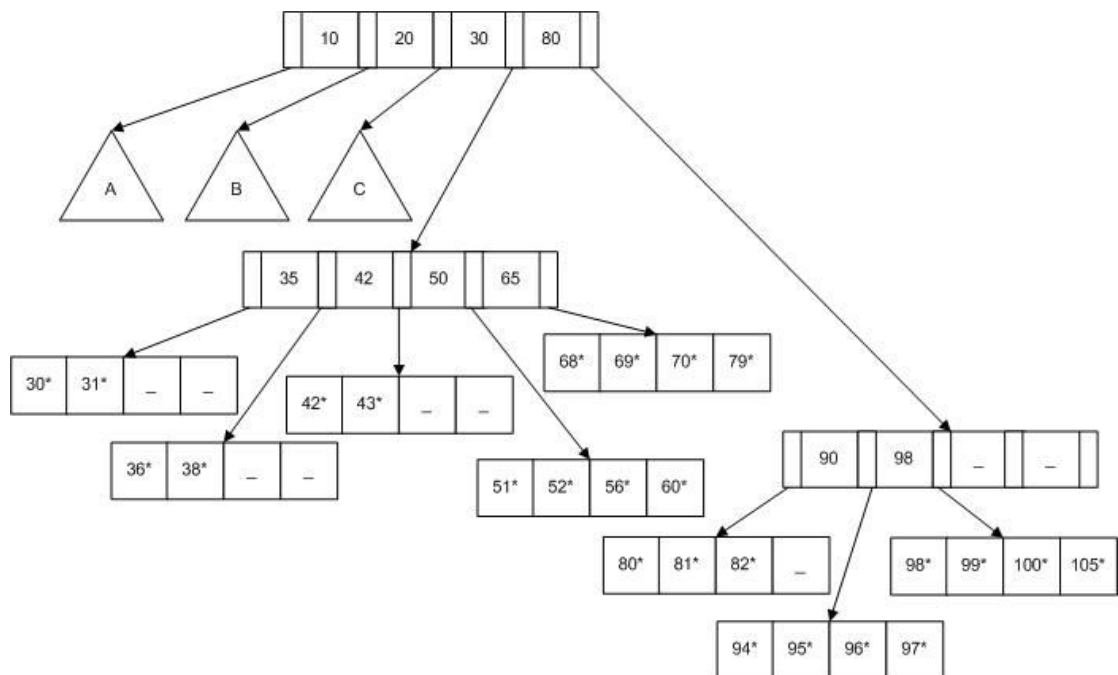 10 20 30 80
A B C
35 42 50 65
68* 69* 70* 79*
30* 31* _ _
42* 43* _ _
36* 38* _ _
51* 52* 56* 60*
90 98 _ _
80* 81* 82* _
98* 99* 100* 105*
94* 95* 96* 97*